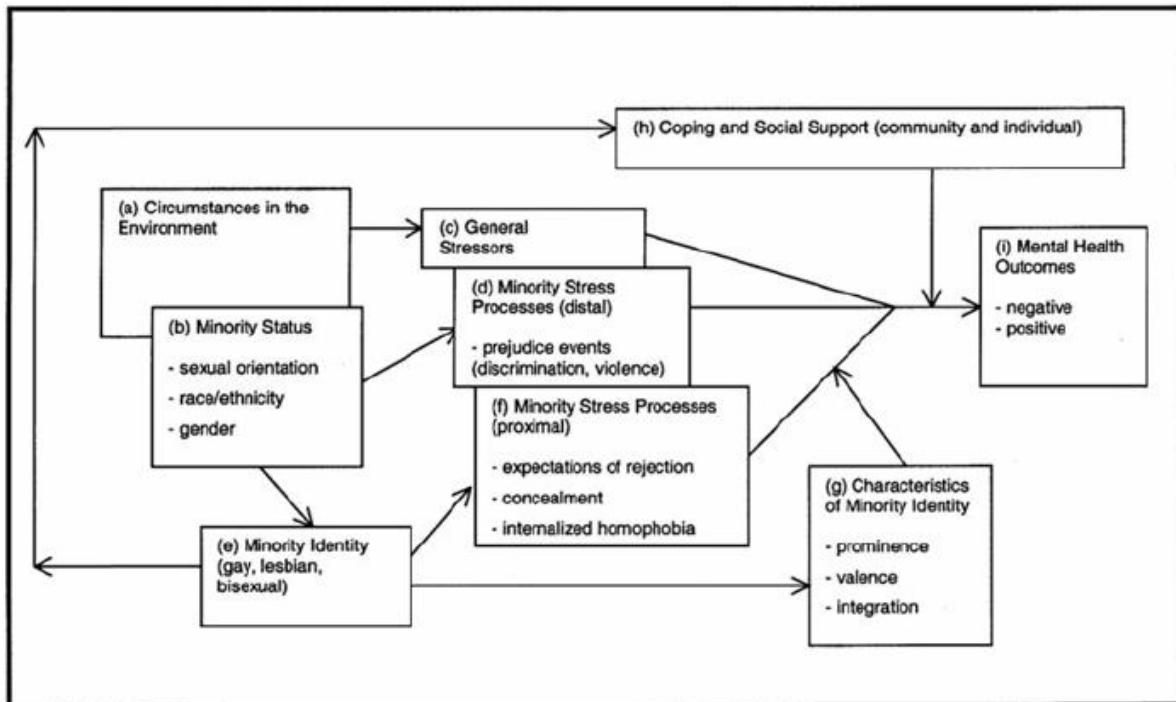 (h) Coping and Social Support (community and individual)
(a) Circumstances in the
Environment
(c) General
Stressors
(i) Mental Health
Outcomes
- negative
- positive
(d) Minority Stress
Processes (distal)
- prejudice events
(discrimination, violence)
(b) Minority Status
- sexual orientation
- race/ethnicity
- gender
(f) Minority Stress Processes
(proximal)
- expectations of rejection
- concealment
- internalized homophobia
(g) Characteristics
of Minority Identity
- prominence
- valence
- integration
(e) Minority Identity
(gay, lesbian,
bisexual)